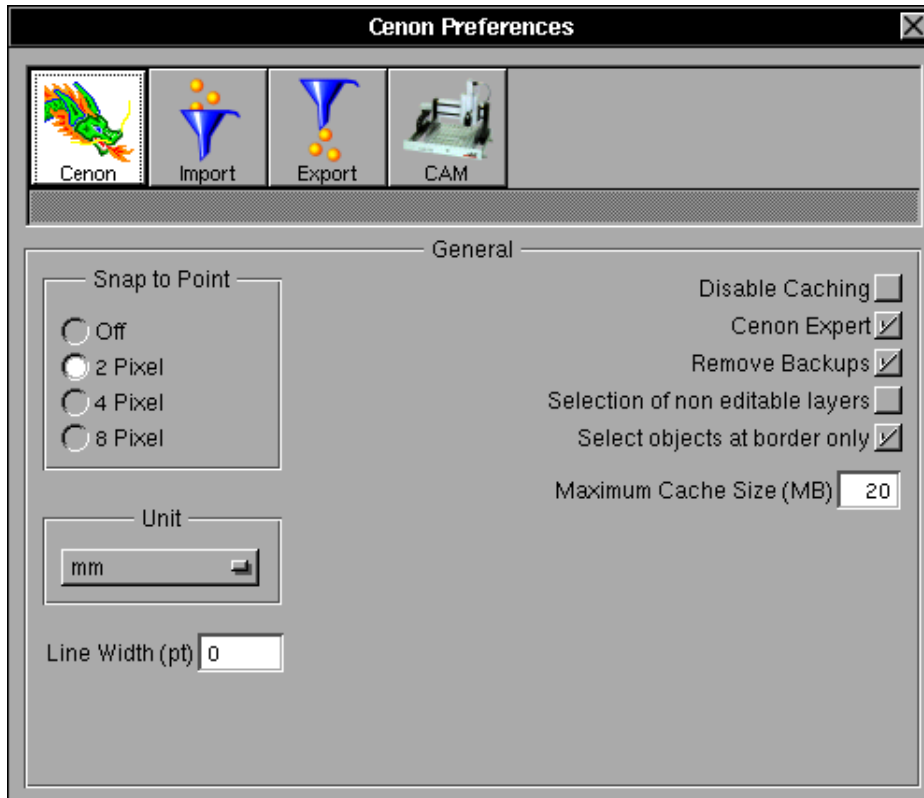 Cenon Preferences
Cenon
Import
Export
CAM
General
Snap to Point
Off
2 Pixel
4 Pixel
8 Pixel
Unit
mm
Line Width (pt) 0
Disable Caching
Cenon Expert
Remove Backups
Selection of non editable layers
Select objects at border only
Maximum Cache Size (MB) 20